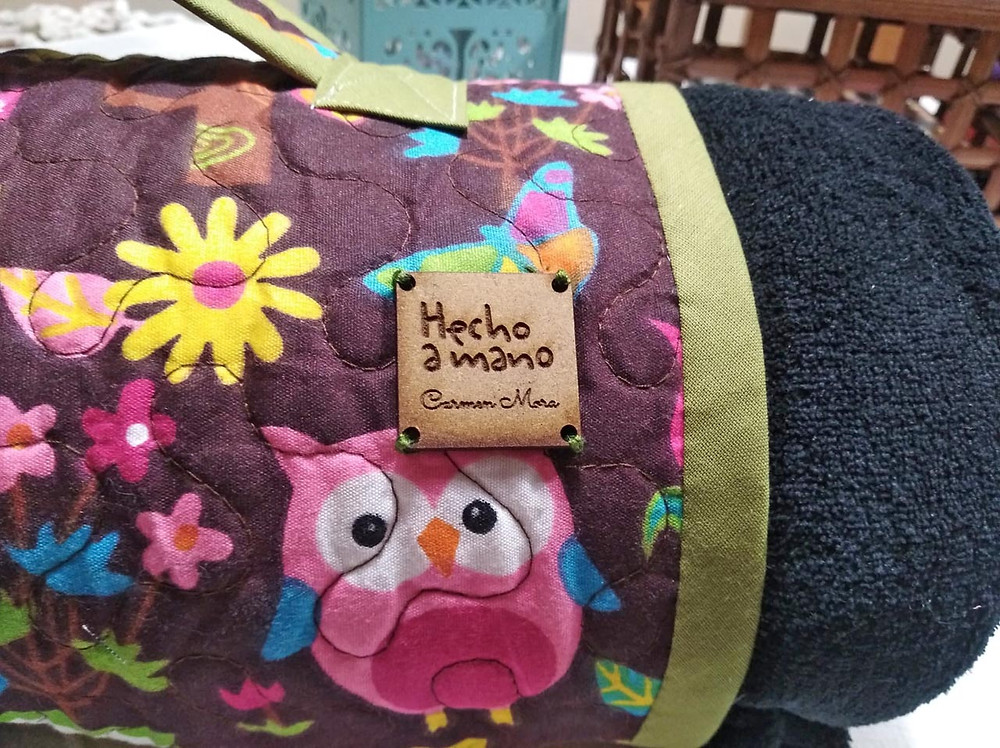 Hecho
a mano
Carmen Mora